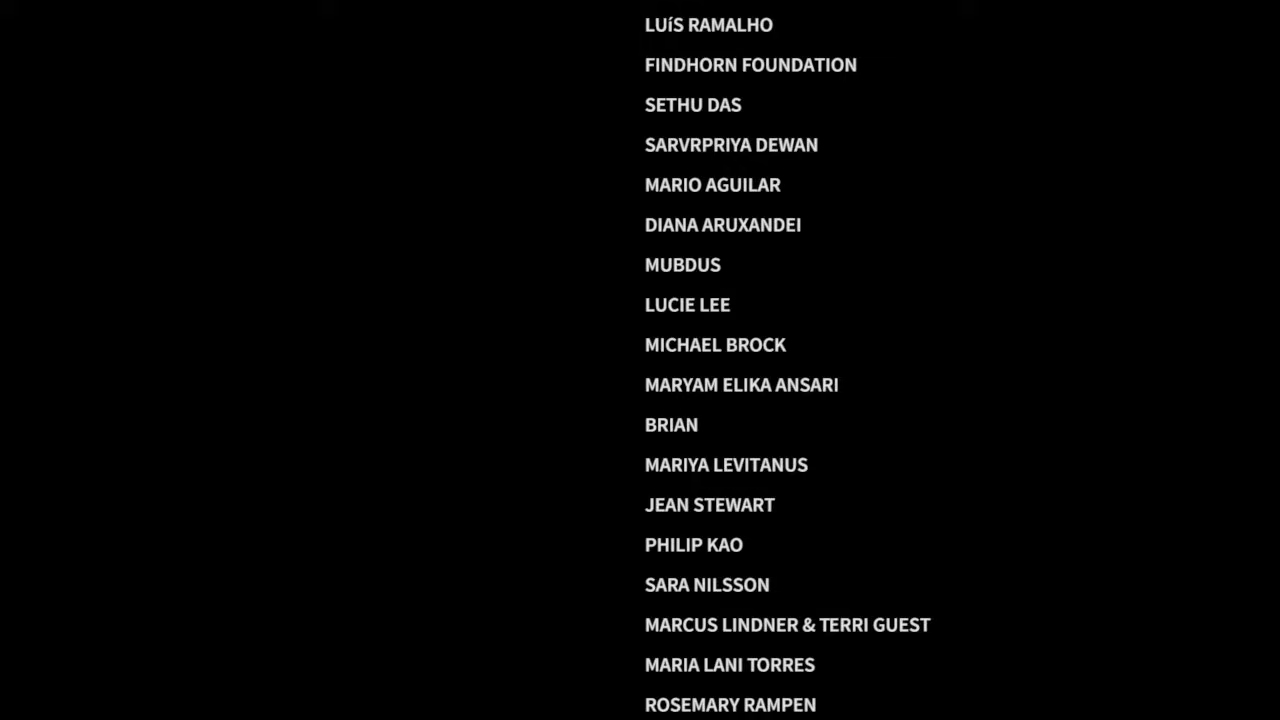 LUíS RAMALHO
FINDHORN FOUNDATION
SETHU DAS
SARVRPRIYA DEWAN
MARIO AGUILAR
DIANA ARUXANDEI
MUBDUS
LUCIE LEE
MICHAEL BROCK
MARYAM ELIKA ANSARI
BRIAN
MARIYA LEVITANUS
JEAN STEWART
PHILIP KAO
SARA NILSSON
MARCUS LINDNER & TERRI GUEST
MARIA LANI TORRES
ROSEMARY RAMPEN